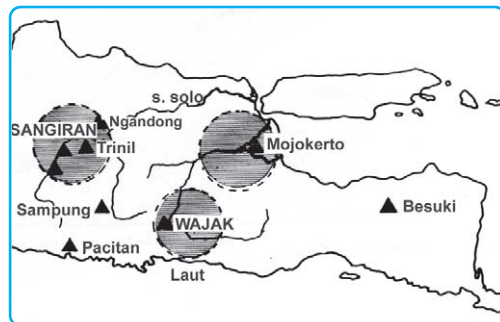 s. solo
Ngandong
SANGIRAN
Trinil
Mojokerto
Sampung
WAJAK
Besuki
Pacitan
Laut